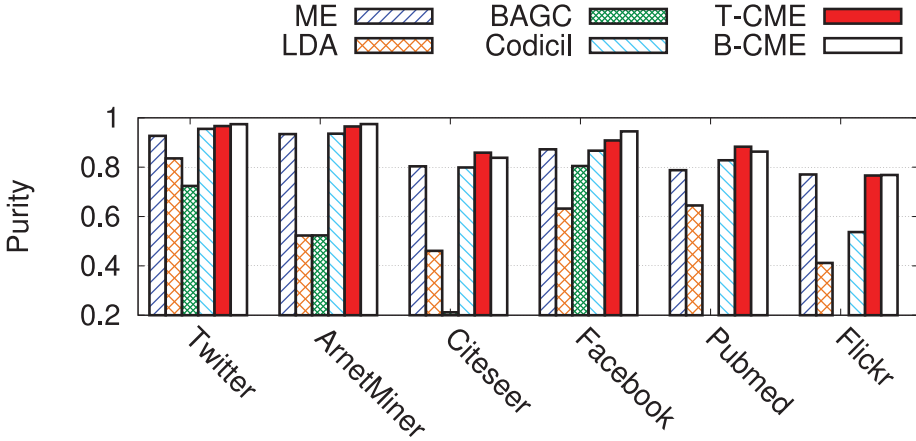 ME BAGC T-CME
LDA Codicil B-CME
Purity
1
0.8
0.6
0.4
0.2
Twitter
ArnetMiner
Citeseer
Facebook
Pubmed
Flickr